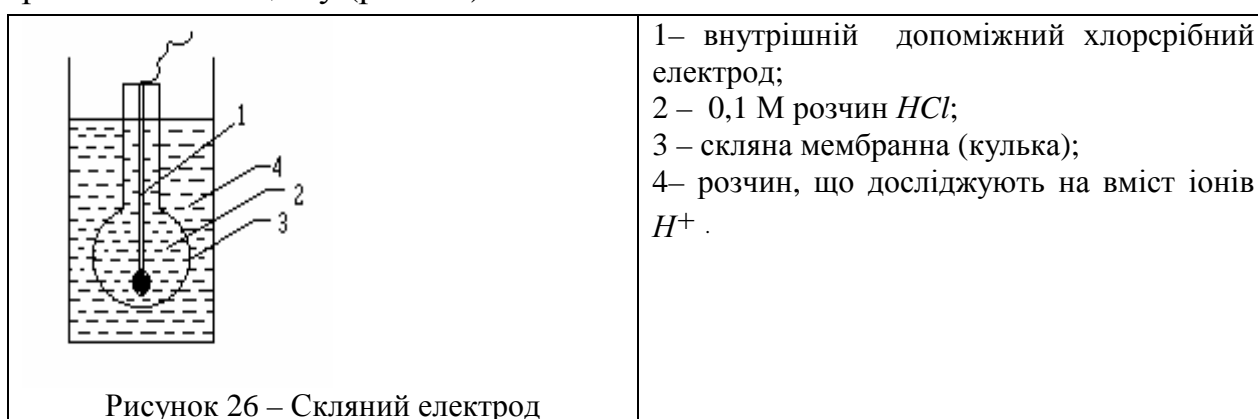 1
4
2
3
Рисунок 26 – Скляний електрод
1– внутрішній допоміжний хлорсрібний
електрод;
2 – 0,1 М розчин HCl;
3 – скляна мембранна (кулька);
4– розчин, що досліджують на вміст іонів
H+ .